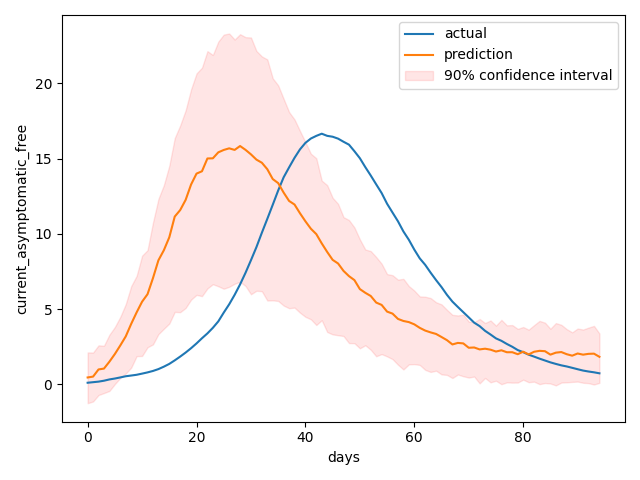 actual
prediction
90% confidence interval
current_asymptomatic_free
20
15
10
5
0
0 20 40 60 80
days